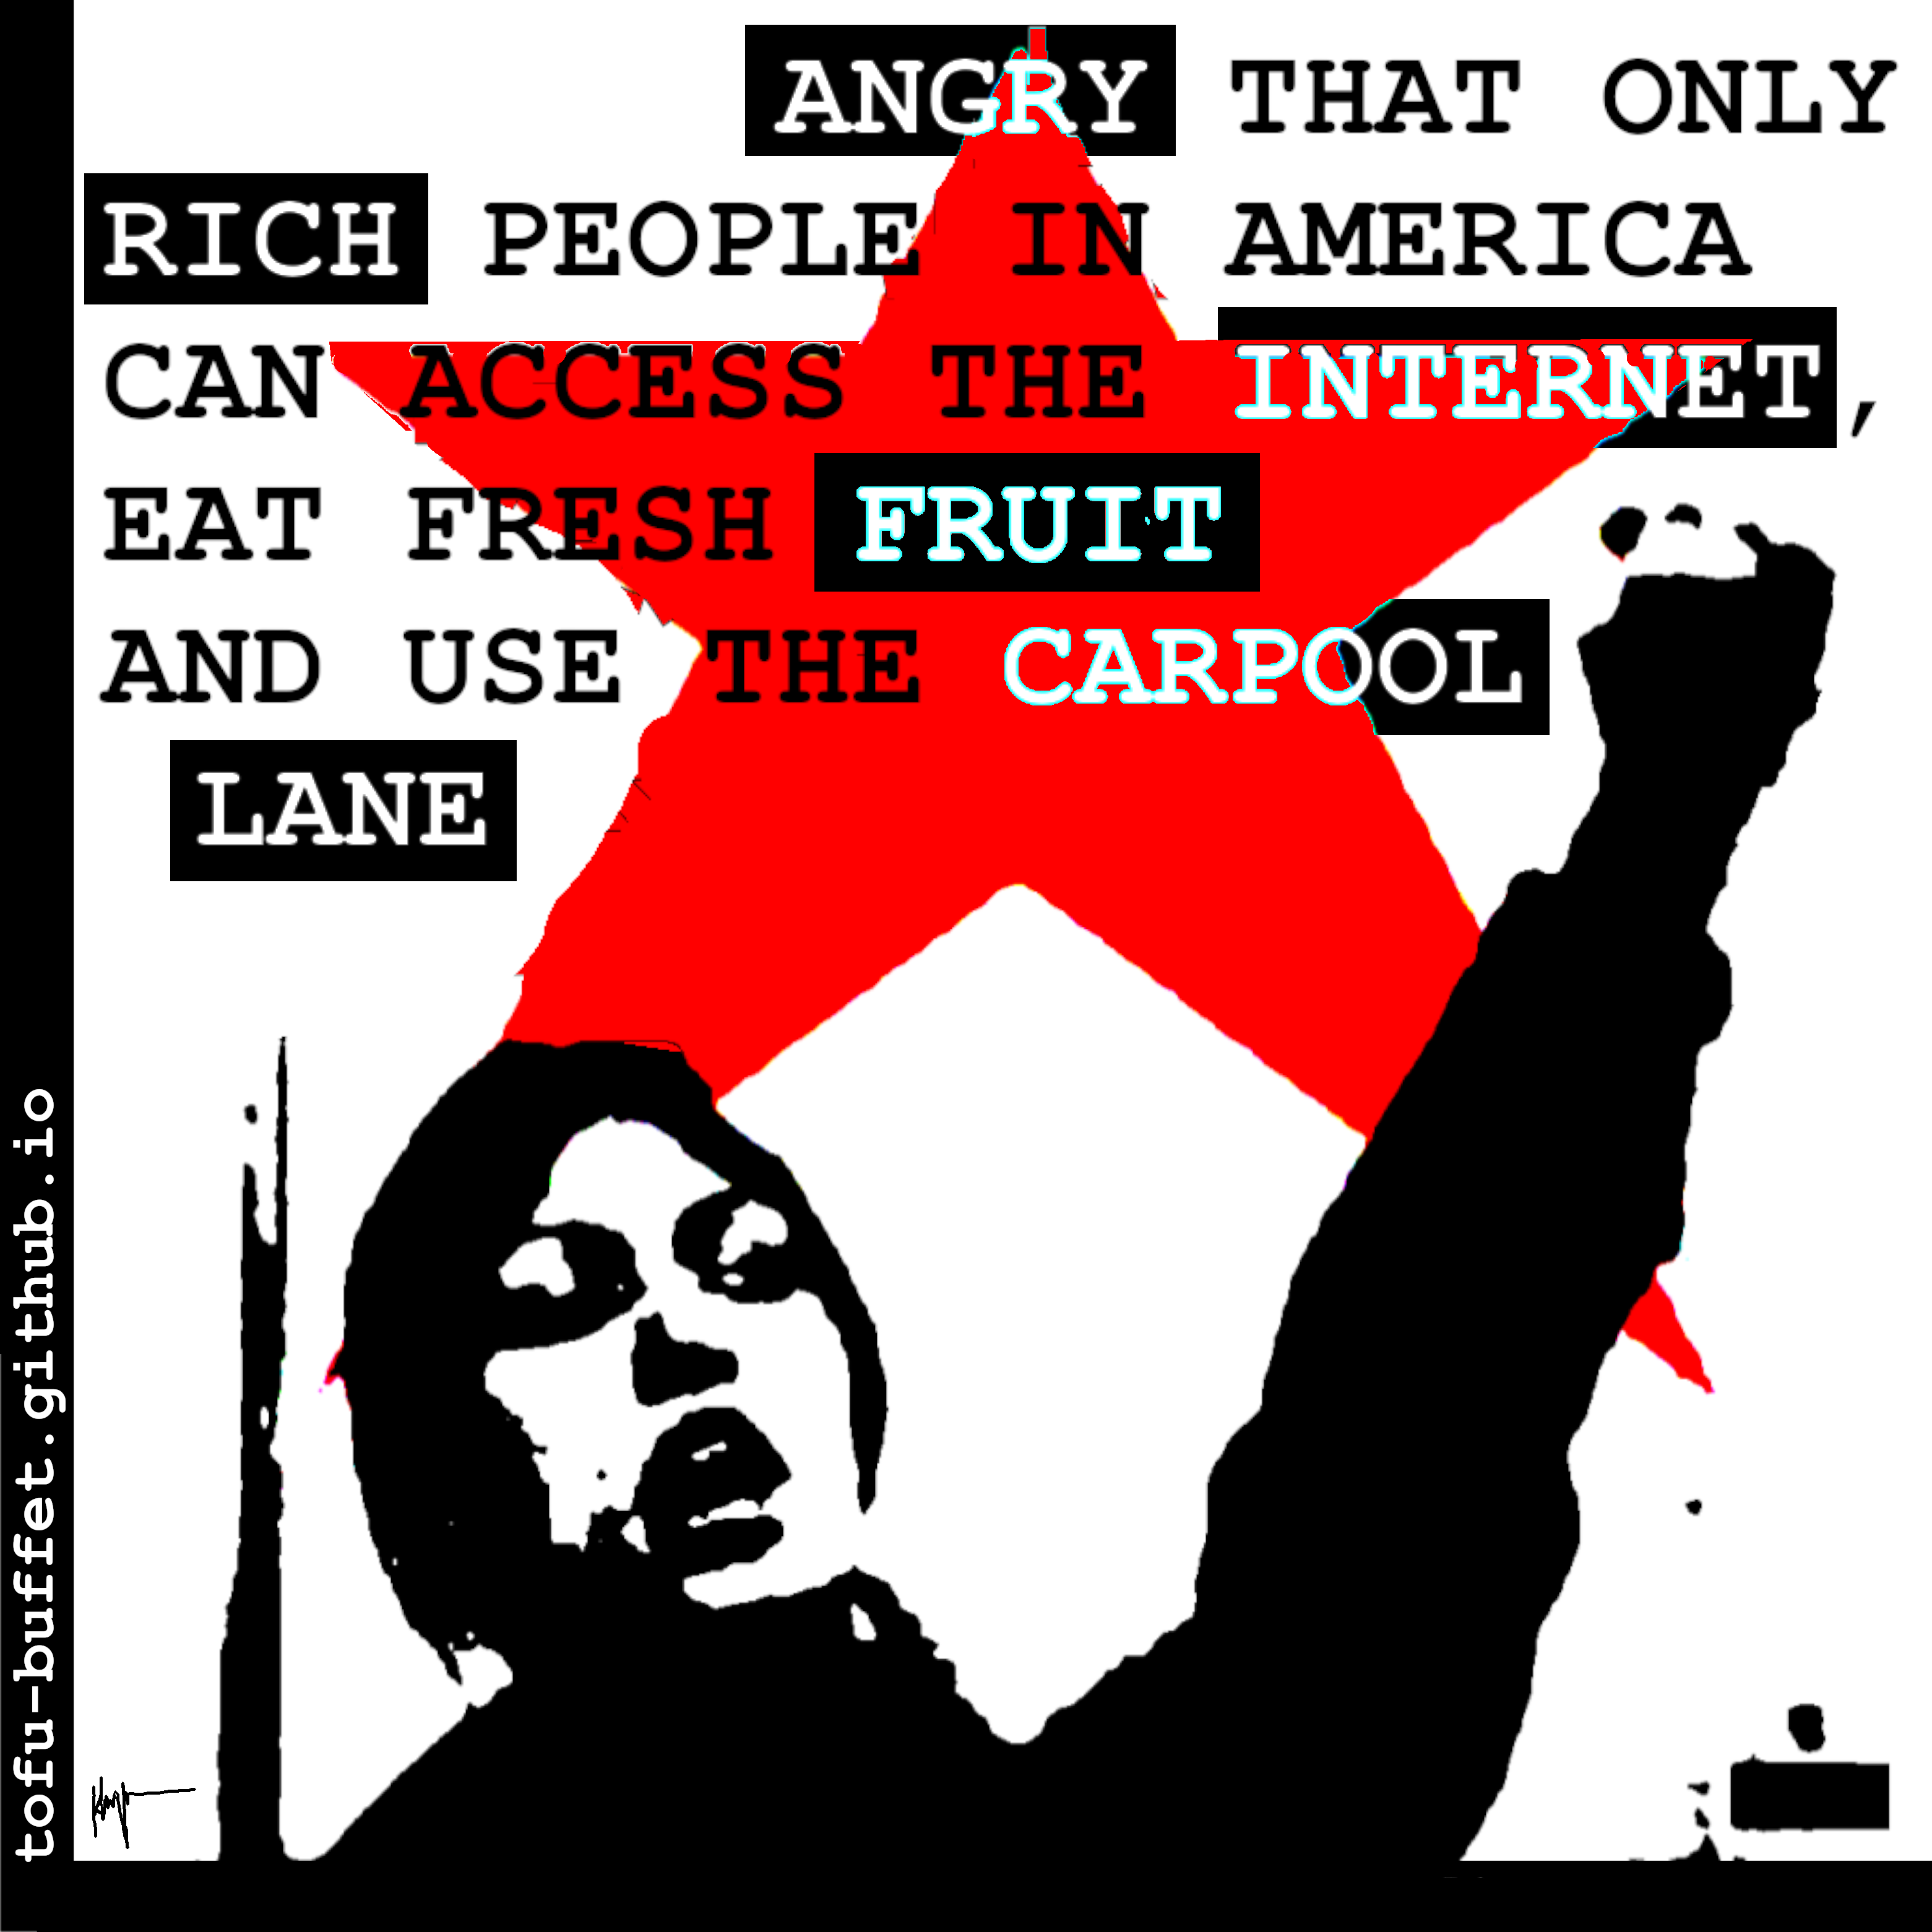 ANGRY THAT ONLY
RICH PEOPLE IN AMERICA
CAN ACCESS THE INTERNET,
EAT FRESH FRUIT
AND USE THE CARPOOL
LANE
tofu-buffet.github.io